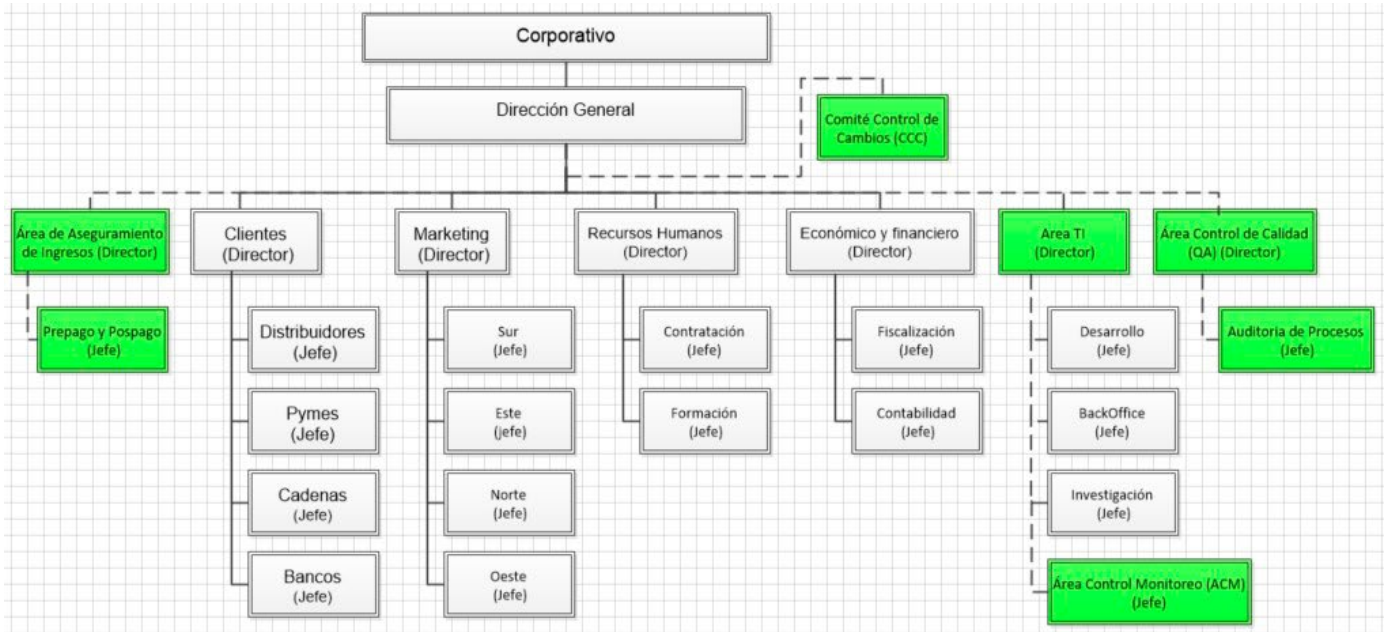 Corporativo
Dirección General
Comité Control de
Cambios (CCC)
Área de Aseguramiento
de Ingresos (Director)
Clientes
(Director)
Marketing
(Director)
Recursos Humanos
(Director)
Económico y financiero
(Director)
Area TI
(Director)
Área Control de Calidad
(QA) (Director)
Prepago y Pospago
(Jefe)
Distribuidores
(Jefe)
Sur
(Jefe)
Contratación
(Jefe)
Fiscalización
(Jefe)
Desarrollo
(Jefe)
Auditoria de Procesos
(Jefe)
Pymes
(Jefe)
Este
(jefe)
Formación
(Jefe)
Contabilidad
(Jefe)
BackOffice
(Jefe)
Cadenas
(Jefe)
Norte
(Jefe)
Investigación
(Jefe)
Bancos
(Jefe)
Oeste
(Jefe)
Área Control Monitoreo (ACM)
(Jefe)